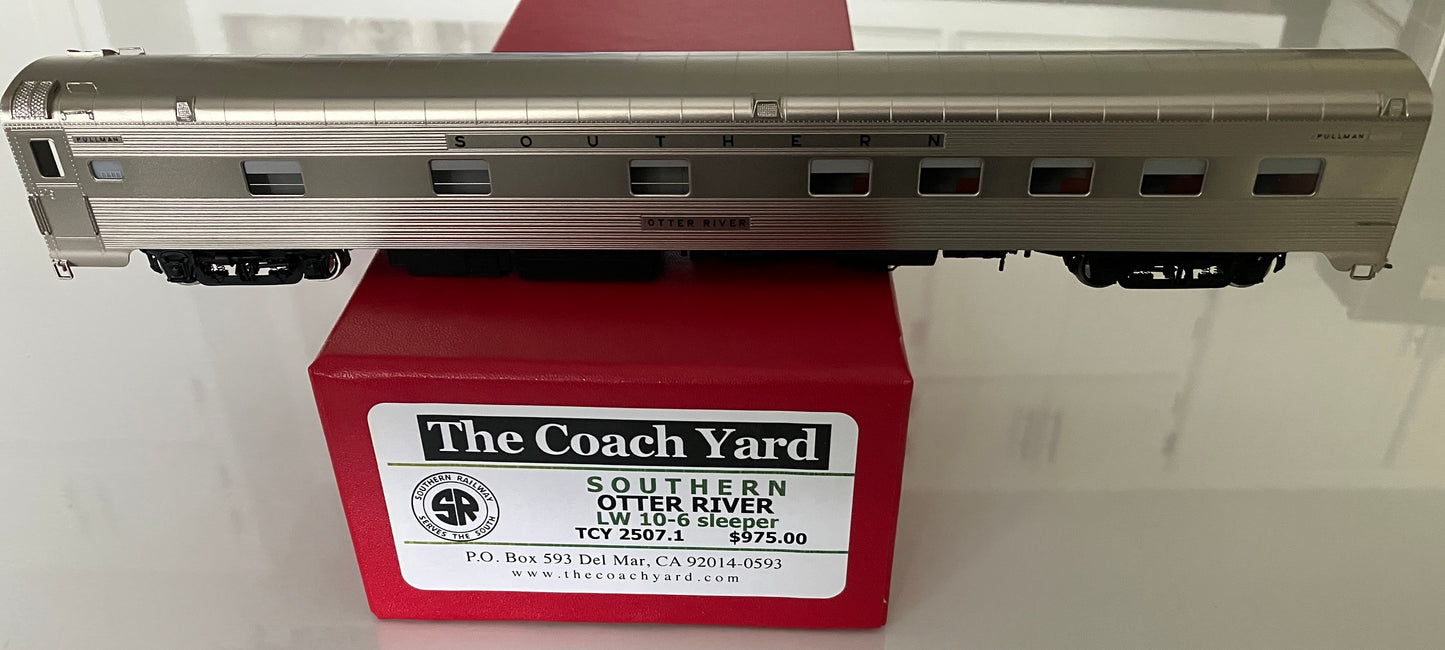 PULLMAN
SOUTHERN
PULLMAN
OTTER RIVER
The Coach Yard
SOUTHERN RAILWAY
SR
SERVES THE SOUTH
SOUTHERN
OTTER RIVER
LW 10-6 sleeper
TCY 2507.1 $975.00
P.O. Box 593 Del Mar, CA 92014-0593
www.thecoachyard.com